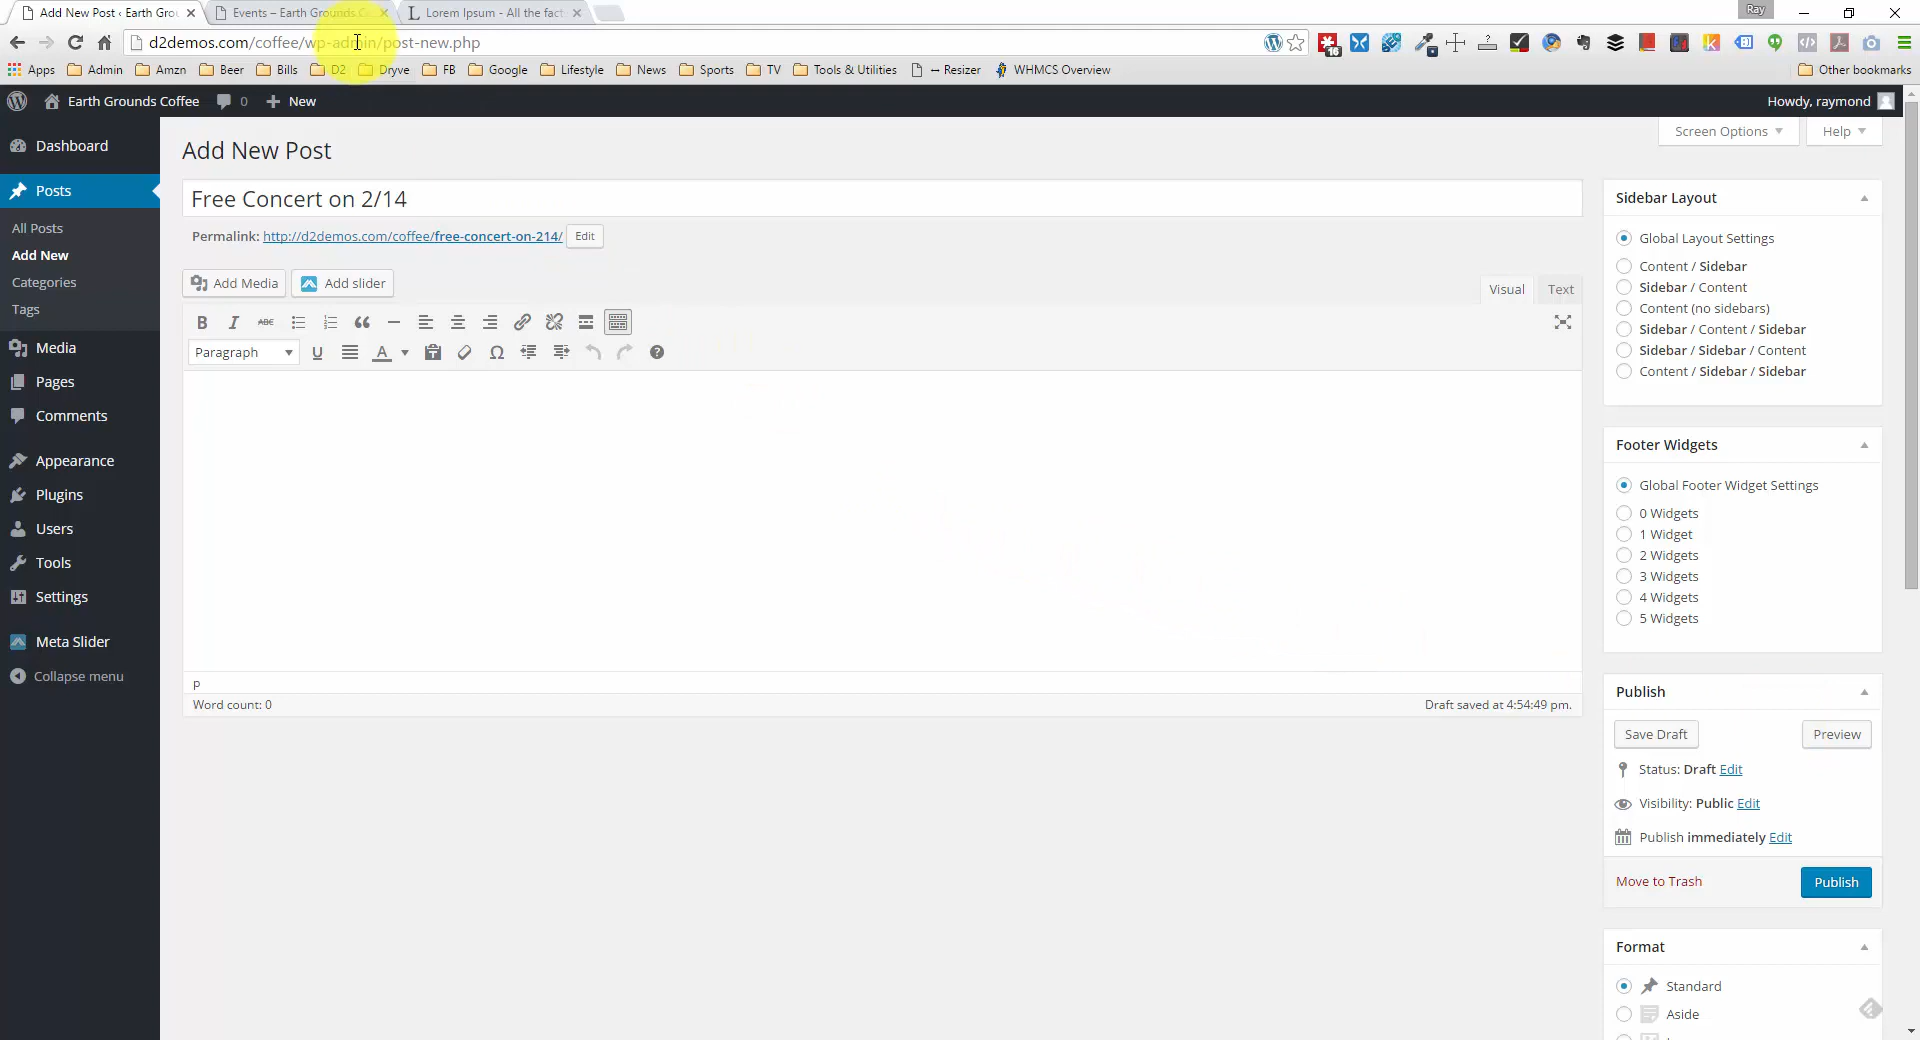 Add New Post ‹ Earth Grou
Events – Earth Grounds C
Lorem Ipsum - All the fact
Ray
d2demos.com/coffee/wp-admin/post-new.php
16
Apps Admin Amzn Beer Bills D2 Dryve FB Google Lifestyle News Sports TV Tools & Utilities ↔ Resizer WHMCS Overview Other bookmarks
Earth Grounds Coffee 0 + New Howdy, raymond
Screen Options Help
Dashboard
Posts
All Posts
Add New
Categories
Tags
Media
Pages
Comments
Appearance
Plugins
Users
Tools
Settings
Meta Slider
Collapse menu
Add New Post
Free Concert on 2/14
Permalink: http://d2demos.com/coffee/free-concert-on-214/ Edit
Add Media Add slider Visual Text
B I ABC
Paragraph U A Ω ?
p
Word count: 0 Draft saved at 4:54:49 pm.
Sidebar Layout
Global Layout Settings
Content / Sidebar
Sidebar / Content
Content (no sidebars)
Sidebar / Content / Sidebar
Sidebar / Sidebar / Content
Content / Sidebar / Sidebar
Footer Widgets
Global Footer Widget Settings
0 Widgets
1 Widget
2 Widgets
3 Widgets
4 Widgets
5 Widgets
Publish
Save Draft Preview
Status: Draft Edit
Visibility: Public Edit
Publish immediately Edit
Move to Trash Publish
Format
Standard
Aside